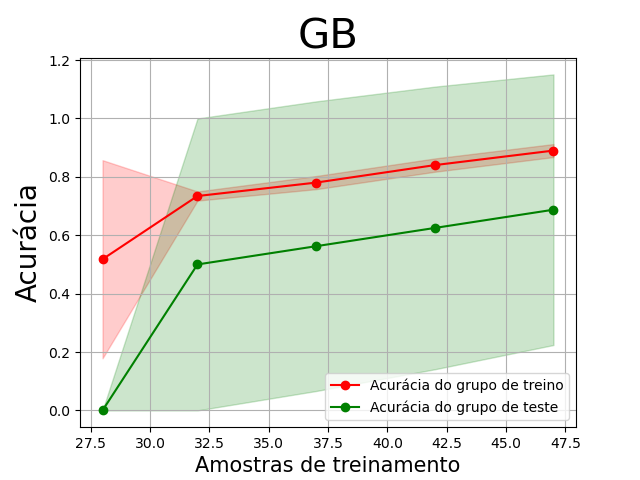 GB
1.2
1.0
0.8
0.6
0.4
0.2
0.0
Acurácia
Acurácia do grupo de treino
Acurácia do grupo de teste
27.5 30.0 32.5 35.0 37.5 40.0 42.5 45.0 47.5
Amostras de treinamento